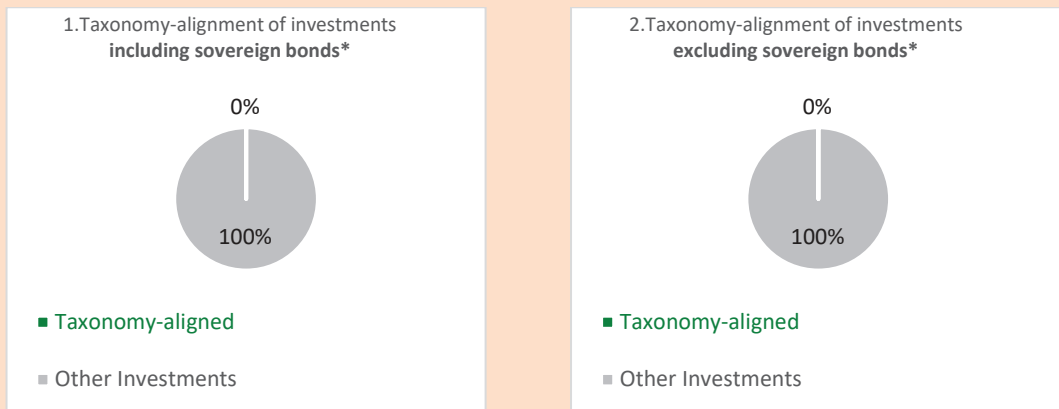 1.Taxonomy-alignment of investments
including sovereign bonds*
0%
100%
Taxonomy-aligned
Other Investments
2.Taxonomy-alignment of investments
excluding sovereign bonds*
0%
100%
Taxonomy-aligned
Other Investments